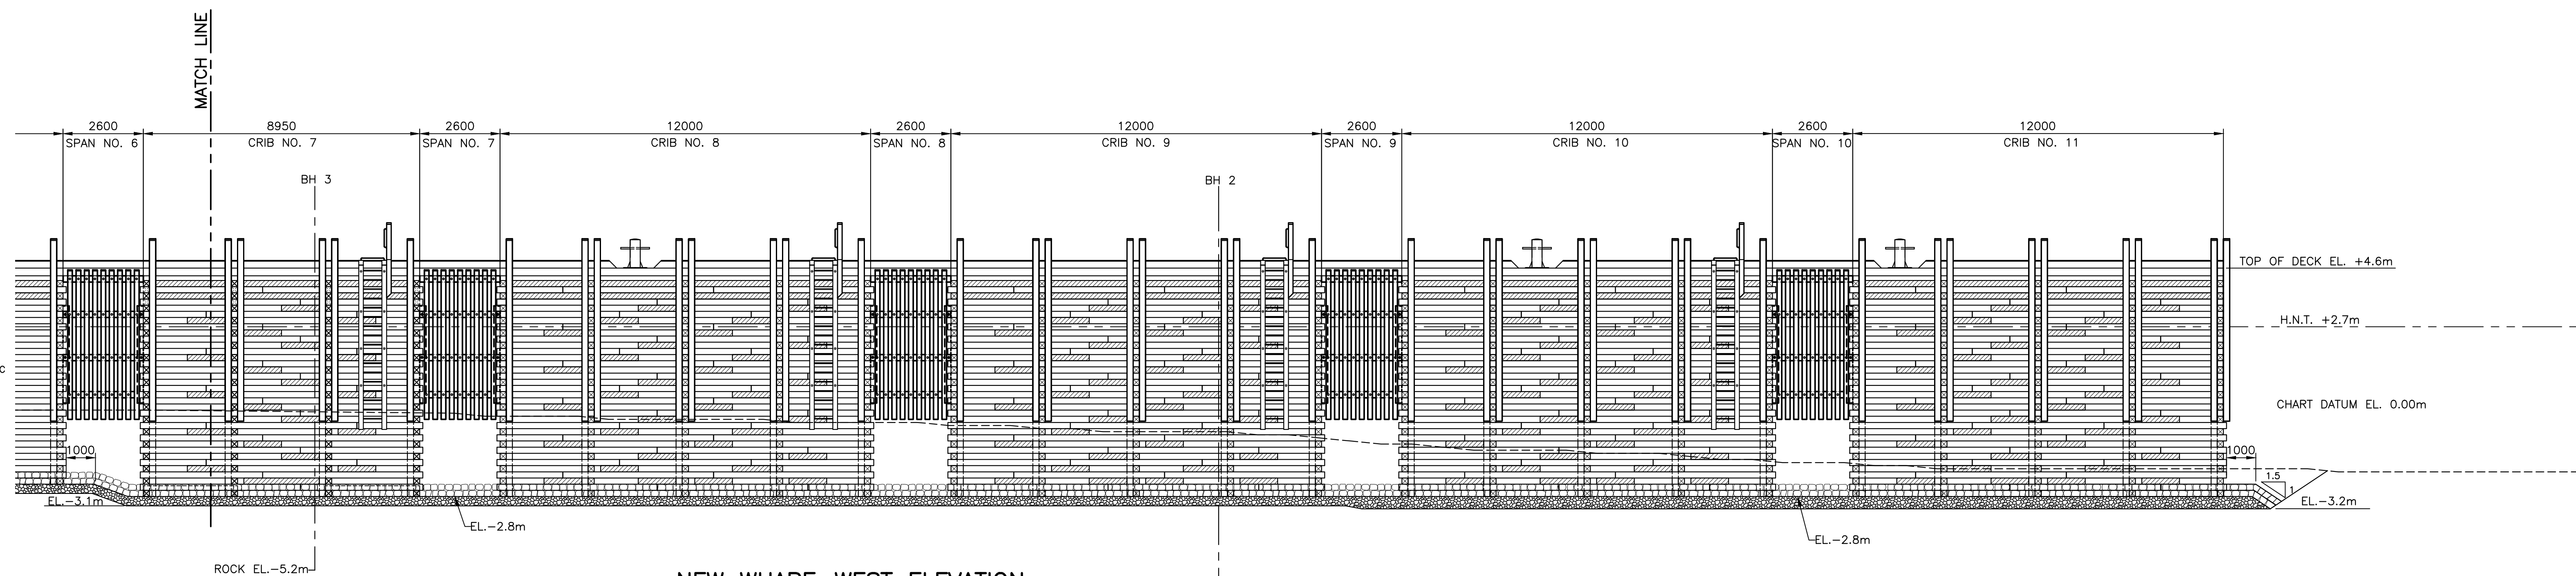 MATCH LINE
2600 8950 2600 12000 2600 12000 2600 12000 2600 12000
SPAN NO. 6 CRIB NO. 7 SPAN NO. 7 CRIB NO. 8 SPAN NO. 8 CRIB NO. 9 SPAN NO. 9 CRIB NO. 10 SPAN NO. 10 CRIB NO. 11
BH 3 BH 2
TOP OF DECK EL. +4.6m
H.N.T. +2.7m
C
CHART DATUM EL. 0.00m
1000 1000
1.5
1
EL.-3.1m EL.-3.2m
EL.-2.8m
EL.-2.8m
ROCK EL.-5.2m
NEW WHARF WEST ELEVATION